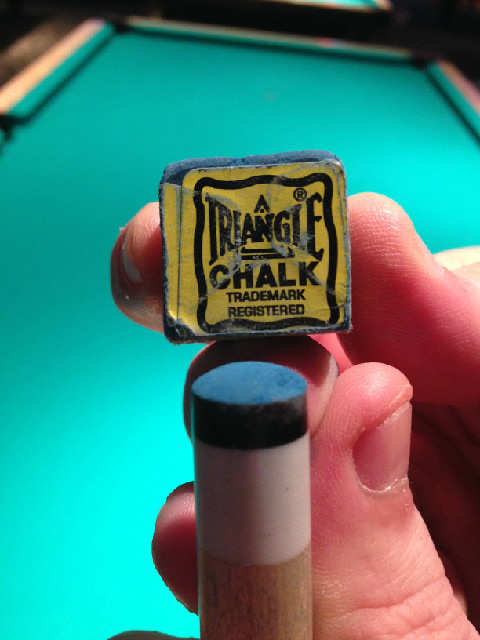 A
TRIANGLE ®
CHALK
TRADEMARK
REGISTERED